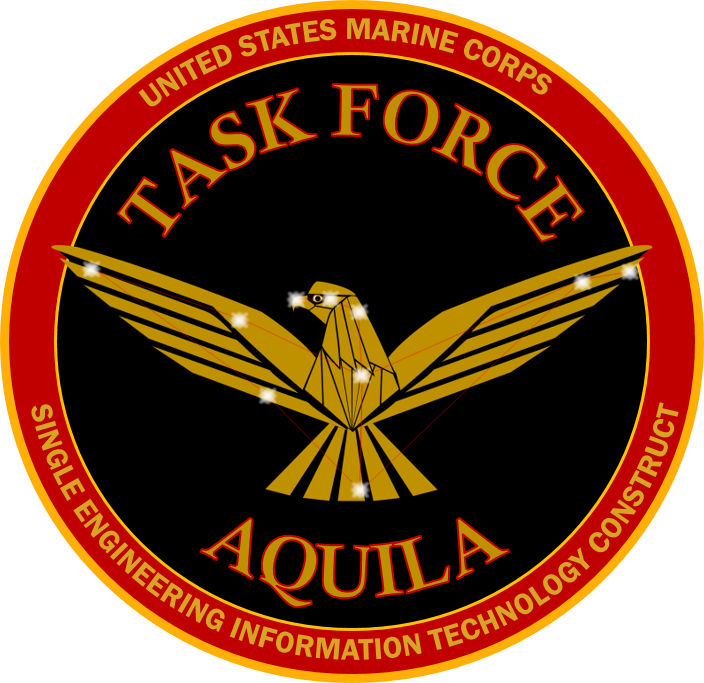 UNITED STATES MARINE CORPS
TASK FORCE
AQUILA
SINGLE ENGINEERING INFORMATION TECHNOLOGY CONSTRUCT